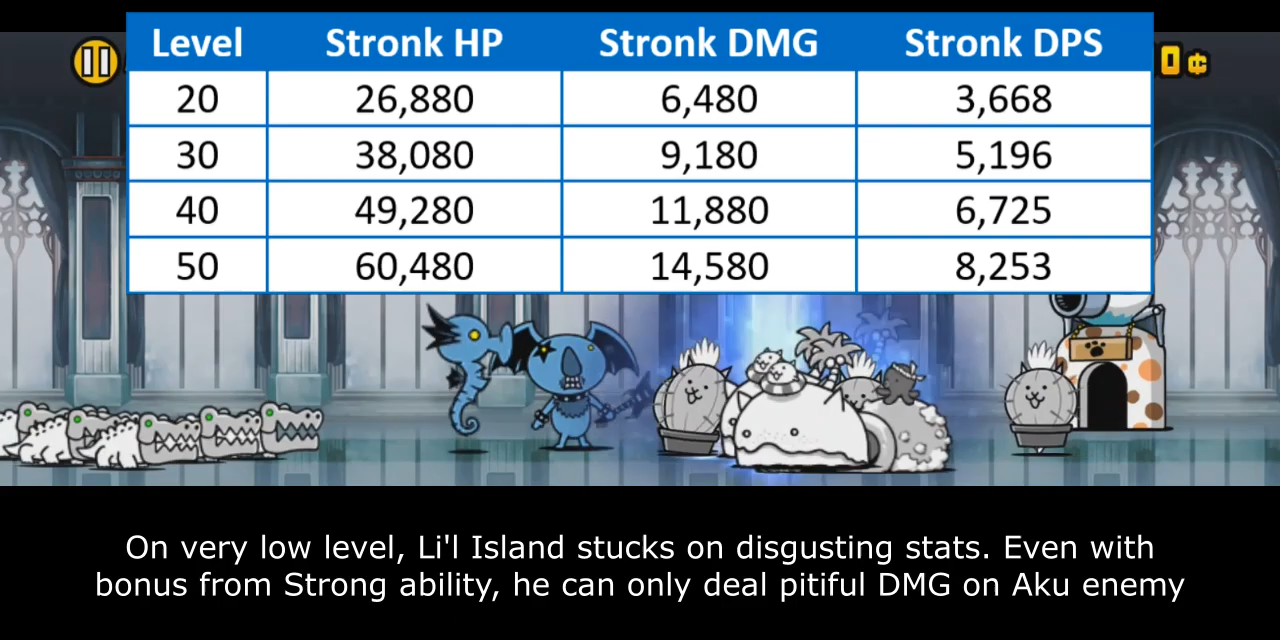 Level Stronk HP Stronk DMG Stronk DPS
20 26,880 6,480 3,668
30 38,080 9,180 5,196
40 49,280 11,880 6,725
50 60,480 14,580 8,253
0¢
On very low level, Li'l Island stucks on disgusting stats. Even with
bonus from Strong ability, he can only deal pitiful DMG on Aku enemy